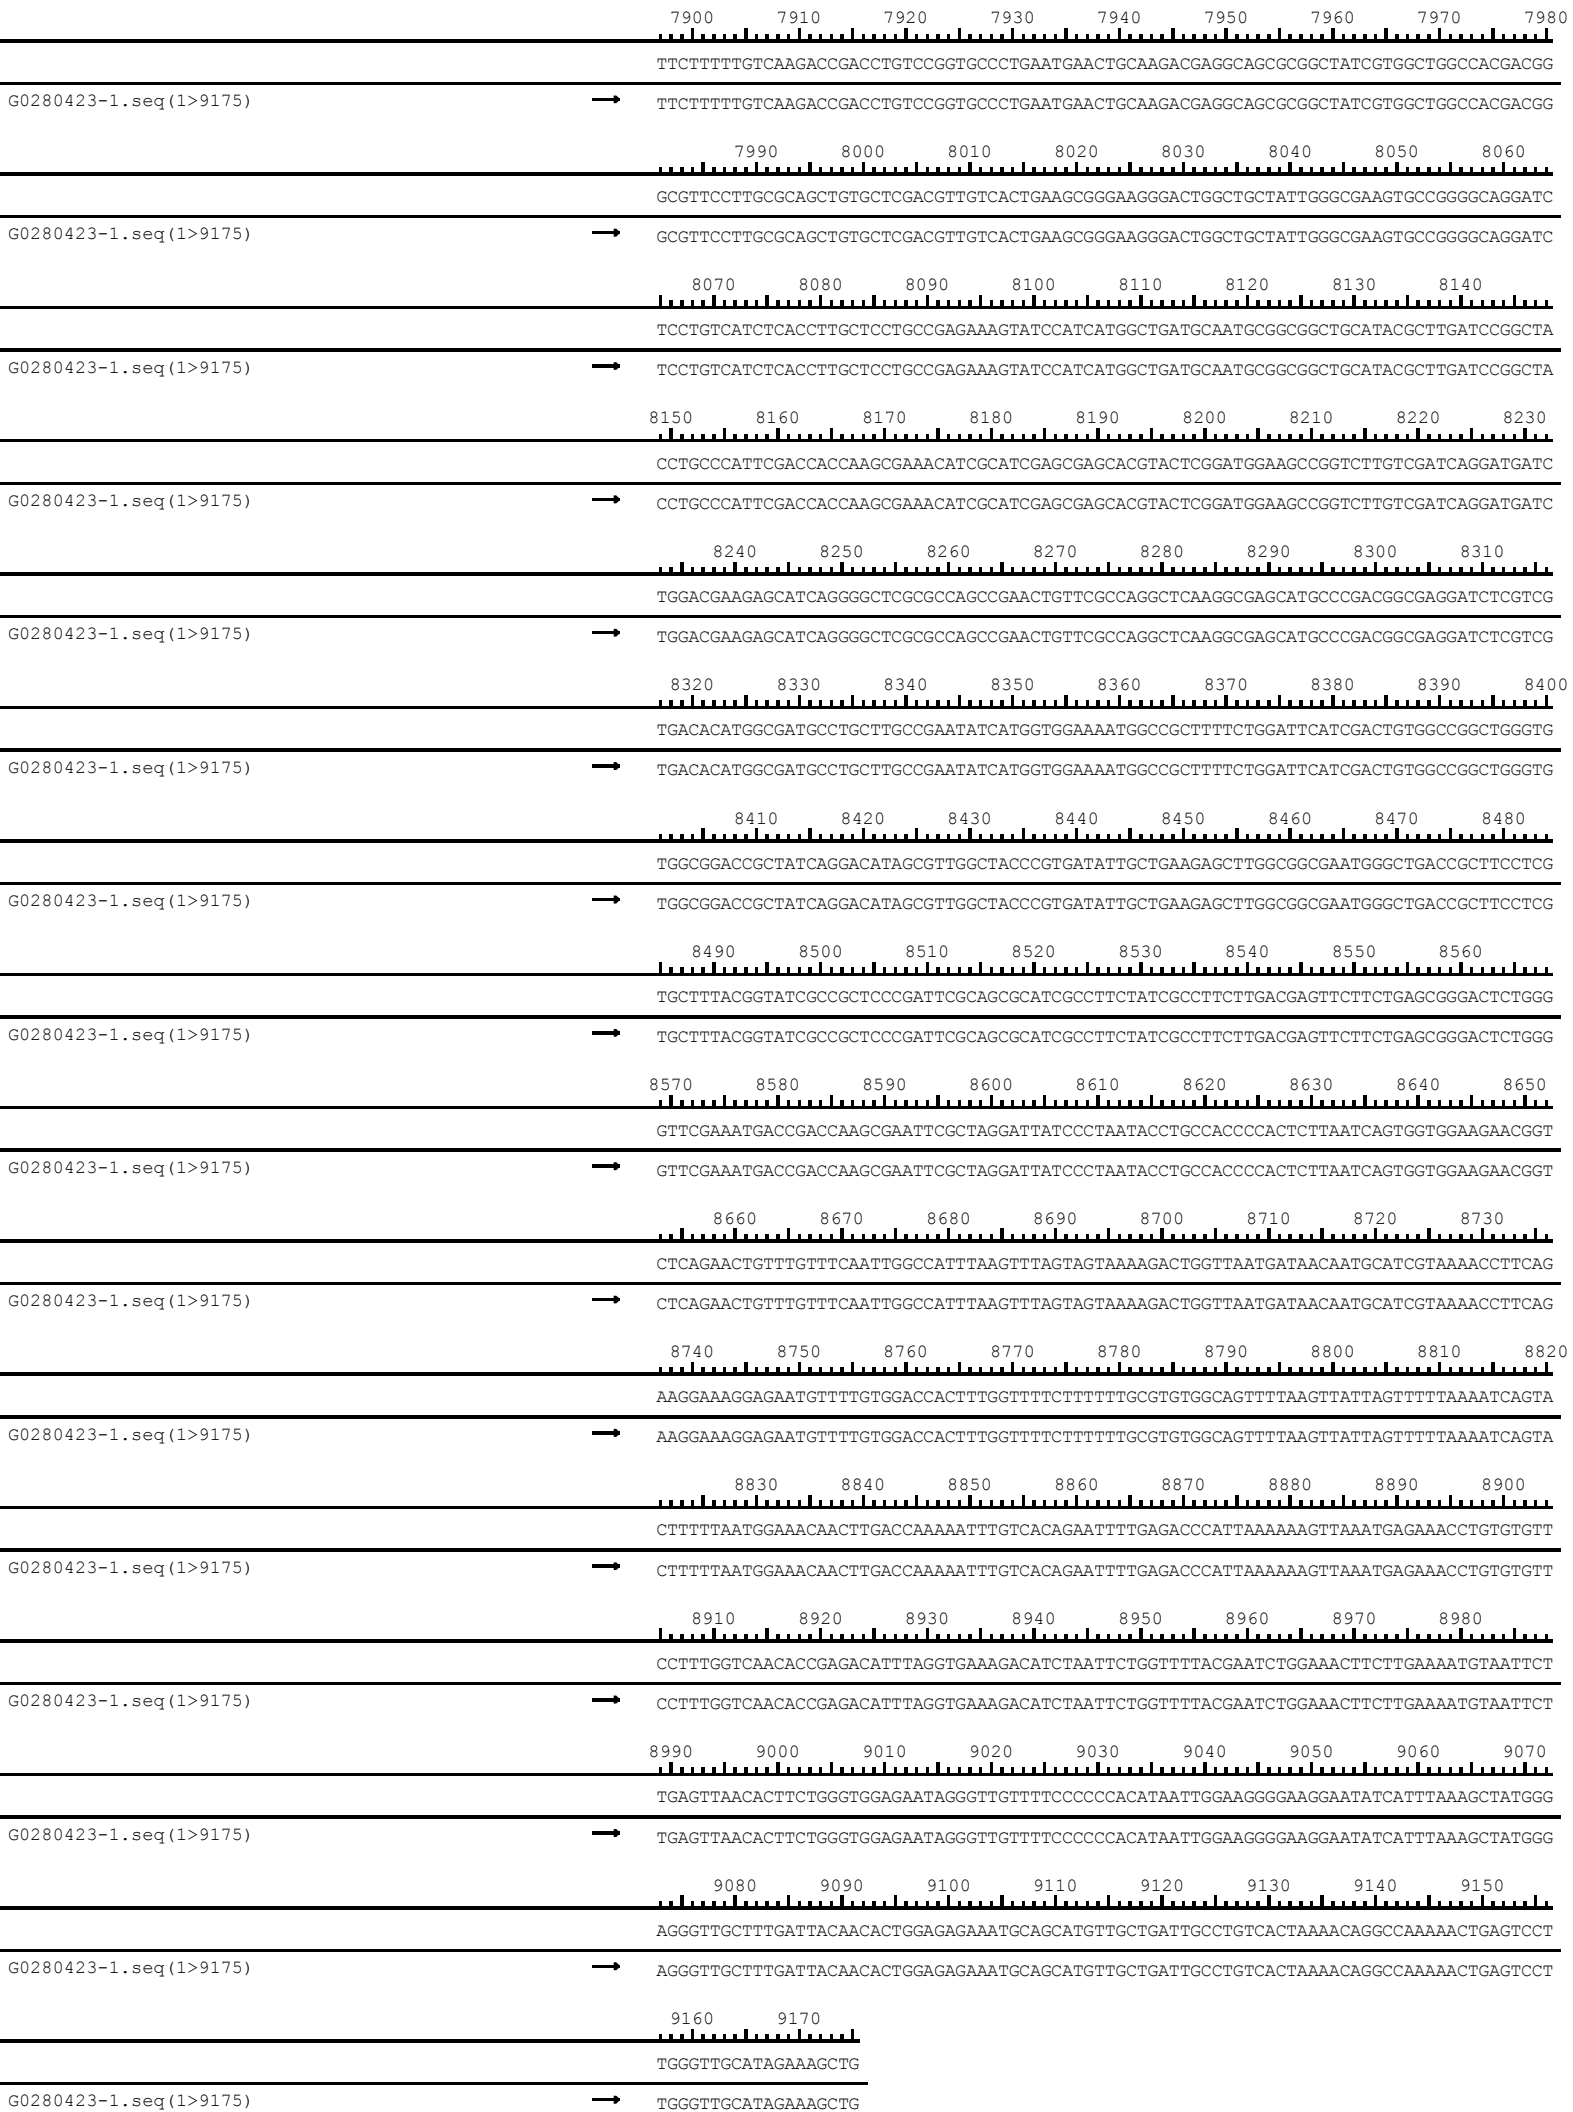 7900 7910 7920 7930 7940 7950 7960 7970 7980
TTCTTTTTGTCAAGACCGACCTGTCCGGTGCCCTGAATGAACTGCAAGACGAGGCAGCGCGGCTATCGTGGCTGGCCACGACGG
G0280423-1.seq(1>9175) → TTCTTTTTGTCAAGACCGACCTGTCCGGTGCCCTGAATGAACTGCAAGACGAGGCAGCGCGGCTATCGTGGCTGGCCACGACGG
7990 8000 8010 8020 8030 8040 8050 8060
GCGTTCCTTGCGCAGCTGTGCTCGACGTTGTCACTGAAGCGGGAAGGGACTGGCTGCTATTGGGCGAAGTGCCGGGGCAGGATC
G0280423-1.seq(1>9175) → GCGTTCCTTGCGCAGCTGTGCTCGACGTTGTCACTGAAGCGGGAAGGGACTGGCTGCTATTGGGCGAAGTGCCGGGGCAGGATC
8070 8080 8090 8100 8110 8120 8130 8140
TCCTGTCATCTCACCTTGCTCCTGCCGAGAAAGTATCCATCATGGCTGATGCAATGCGGCGGCTGCATACGCTTGATCCGGCTA
G0280423-1.seq(1>9175) → TCCTGTCATCTCACCTTGCTCCTGCCGAGAAAGTATCCATCATGGCTGATGCAATGCGGCGGCTGCATACGCTTGATCCGGCTA
8150 8160 8170 8180 8190 8200 8210 8220 8230
CCTGCCCATTCGACCACCAAGCGAAACATCGCATCGAGCGAGCACGTACTCGGATGGAAGCCGGTCTTGTCGATCAGGATGATC
G0280423-1.seq(1>9175) → CCTGCCCATTCGACCACCAAGCGAAACATCGCATCGAGCGAGCACGTACTCGGATGGAAGCCGGTCTTGTCGATCAGGATGATC
8240 8250 8260 8270 8280 8290 8300 8310
TGGACGAAGAGCATCAGGGGCTCGCGCCAGCCGAACTGTTCGCCAGGCTCAAGGCGAGCATGCCCGACGGCGAGGATCTCGTCG
G0280423-1.seq(1>9175) → TGGACGAAGAGCATCAGGGGCTCGCGCCAGCCGAACTGTTCGCCAGGCTCAAGGCGAGCATGCCCGACGGCGAGGATCTCGTCG
8320 8330 8340 8350 8360 8370 8380 8390 8400
TGACACATGGCGATGCCTGCTTGCCGAATATCATGGTGGAAAATGGCCGCTTTTCTGGATTCATCGACTGTGGCCGGCTGGGTG
G0280423-1.seq(1>9175) → TGACACATGGCGATGCCTGCTTGCCGAATATCATGGTGGAAAATGGCCGCTTTTCTGGATTCATCGACTGTGGCCGGCTGGGTG
8410 8420 8430 8440 8450 8460 8470 8480
TGGCGGACCGCTATCAGGACATAGCGTTGGCTACCCGTGATATTGCTGAAGAGCTTGGCGGCGAATGGGCTGACCGCTTCCTCG
G0280423-1.seq(1>9175) → TGGCGGACCGCTATCAGGACATAGCGTTGGCTACCCGTGATATTGCTGAAGAGCTTGGCGGCGAATGGGCTGACCGCTTCCTCG
8490 8500 8510 8520 8530 8540 8550 8560
TGCTTTACGGTATCGCCGCTCCCGATTCGCAGCGCATCGCCTTCTATCGCCTTCTTGACGAGTTCTTCTGAGCGGGACTCTGGG
G0280423-1.seq(1>9175) → TGCTTTACGGTATCGCCGCTCCCGATTCGCAGCGCATCGCCTTCTATCGCCTTCTTGACGAGTTCTTCTGAGCGGGACTCTGGG
8570 8580 8590 8600 8610 8620 8630 8640 8650
GTTCGAAATGACCGACCAAGCGAATTCGCTAGGATTATCCCTAATACCTGCCACCCCACTCTTAATCAGTGGTGGAAGAACGGT
G0280423-1.seq(1>9175) → GTTCGAAATGACCGACCAAGCGAATTCGCTAGGATTATCCCTAATACCTGCCACCCCACTCTTAATCAGTGGTGGAAGAACGGT
8660 8670 8680 8690 8700 8710 8720 8730
CTCAGAACTGTTTGTTTCAATTGGCCATTTAAGTTTAGTAGTAAAAGACTGGTTAATGATAACAATGCATCGTAAAACCTTCAG
G0280423-1.seq(1>9175) → CTCAGAACTGTTTGTTTCAATTGGCCATTTAAGTTTAGTAGTAAAAGACTGGTTAATGATAACAATGCATCGTAAAACCTTCAG
8740 8750 8760 8770 8780 8790 8800 8810 8820
AAGGAAAGGAGAATGTTTTGTGGACCACTTTGGTTTTCTTTTTTGCGTGTGGCAGTTTTAAGTTATTAGTTTTTAAAATCAGTA
G0280423-1.seq(1>9175) → AAGGAAAGGAGAATGTTTTGTGGACCACTTTGGTTTTCTTTTTTGCGTGTGGCAGTTTTAAGTTATTAGTTTTTAAAATCAGTA
8830 8840 8850 8860 8870 8880 8890 8900
CTTTTTAATGGAAACAACTTGACCAAAAATTTGTCACAGAATTTTGAGACCCATTAAAAAAGTTAAATGAGAAACCTGTGTGTT
G0280423-1.seq(1>9175) → CTTTTTAATGGAAACAACTTGACCAAAAATTTGTCACAGAATTTTGAGACCCATTAAAAAAGTTAAATGAGAAACCTGTGTGTT
8910 8920 8930 8940 8950 8960 8970 8980
CCTTTGGTCAACACCGAGACATTTAGGTGAAAGACATCTAATTCTGGTTTTACGAATCTGGAAACTTCTTGAAAATGTAATTCT
G0280423-1.seq(1>9175) → CCTTTGGTCAACACCGAGACATTTAGGTGAAAGACATCTAATTCTGGTTTTACGAATCTGGAAACTTCTTGAAAATGTAATTCT
8990 9000 9010 9020 9030 9040 9050 9060 9070
TGAGTTAACACTTCTGGGTGGAGAATAGGGTTGTTTTCCCCCCACATAATTGGAAGGGGAAGGAATATCATTTAAAGCTATGGG
G0280423-1.seq(1>9175) → TGAGTTAACACTTCTGGGTGGAGAATAGGGTTGTTTTCCCCCCACATAATTGGAAGGGGAAGGAATATCATTTAAAGCTATGGG
9080 9090 9100 9110 9120 9130 9140 9150
AGGGTTGCTTTGATTACAACACTGGAGAGAAATGCAGCATGTTGCTGATTGCCTGTCACTAAAACAGGCCAAAAACTGAGTCCT
G0280423-1.seq(1>9175) → AGGGTTGCTTTGATTACAACACTGGAGAGAAATGCAGCATGTTGCTGATTGCCTGTCACTAAAACAGGCCAAAAACTGAGTCCT
9160 9170
TGGGTTGCATAGAAAGCTG
G0280423-1.seq(1>9175) → TGGGTTGCATAGAAAGCTG